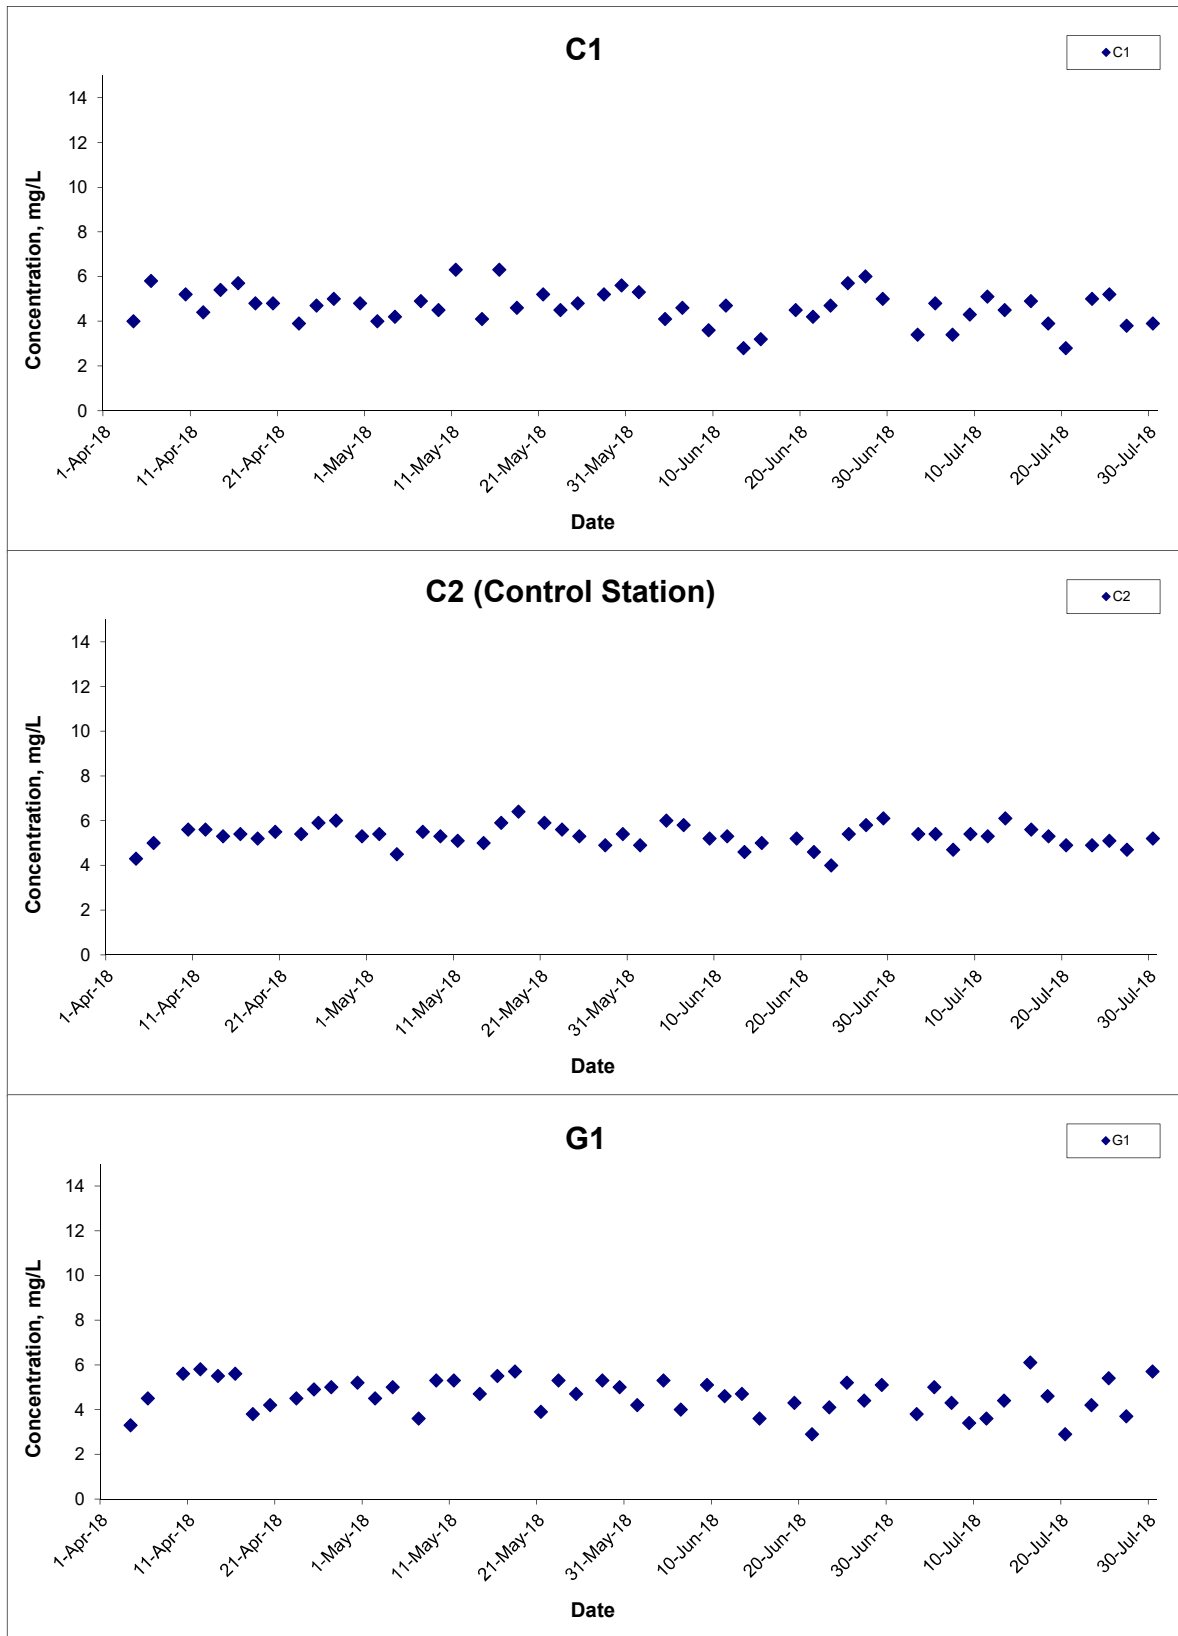 C1
C1
14
12
10
8
6
4
2
0
Concentration, mg/L
1-Apr-18
11-Apr-18
21-Apr-18
1-May-18
11-May-18
21-May-18
31-May-18
10-Jun-18
20-Jun-18
30-Jun-18
10-Jul-18
20-Jul-18
30-Jul-18
Date
C2 (Control Station)
C2
14
12
10
8
6
4
2
0
Concentration, mg/L
1-Apr-18
11-Apr-18
21-Apr-18
1-May-18
11-May-18
21-May-18
31-May-18
10-Jun-18
20-Jun-18
30-Jun-18
10-Jul-18
20-Jul-18
30-Jul-18
Date
G1
G1
14
12
10
8
6
4
2
0
Concentration, mg/L
1-Apr-18
11-Apr-18
21-Apr-18
1-May-18
11-May-18
21-May-18
31-May-18
10-Jun-18
20-Jun-18
30-Jun-18
10-Jul-18
20-Jul-18
30-Jul-18
Date